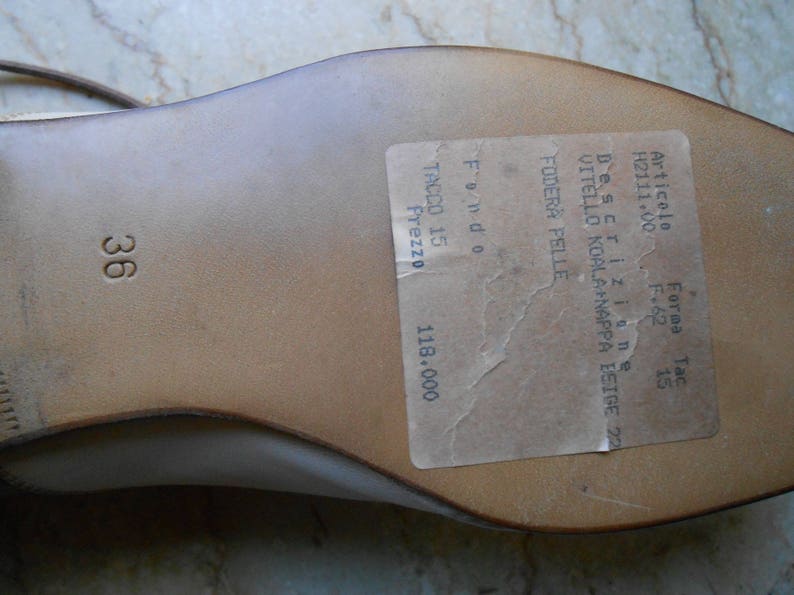 Articolo Forma Tac
H2111.00 F.62 15
Descrizione
VITELLO KOALA+NAPPA BEIGE 22
FODERA PELLE
Fondo
TACCO 15
Prezzo 118.000
36